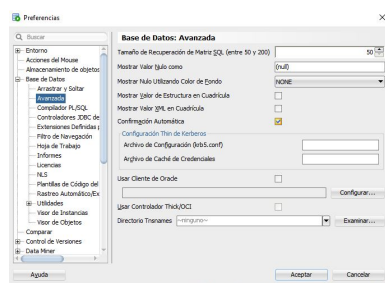 Preferencias
Buscar
Entorno
Acciones del Mouse
Almacenamiento de objetos
Base de Datos
Arrastrar y Soltar
Avanzada
Compilador PL/SQL
Controladores JDBC de
Extensiones Definidas p
Filtro de Navegación
Hoja de Trabajo
Informes
Licencias
NLS
Plantillas de Código del
Rastreo Automático/Ex
Utilidades
Visor de Instancias
Visor de Objetos
Comparar
Control de Versiones
Data Miner
Base de Datos: Avanzada
Tamaño de Recuperación de Matriz SQL (entre 50 y 200)
50
Mostrar Valor Nulo como
(null)
Mostrar Nulo Utilizando Color de Fondo
NONE
Mostrar Valor de Estructura en Cuadrícula
Mostrar Valor XML en Cuadrícula
Confirmación Automática
Configuración Thin de Kerberos
Archivo de Configuración (krb5.conf)
Archivo de Caché de Credenciales
Usar Cliente de Oracle
Configurar...
Usar Controlador Thick/OCI
Directorio Tnsnames
~ninguno~
Examinar...
Ayuda
Aceptar
Cancelar